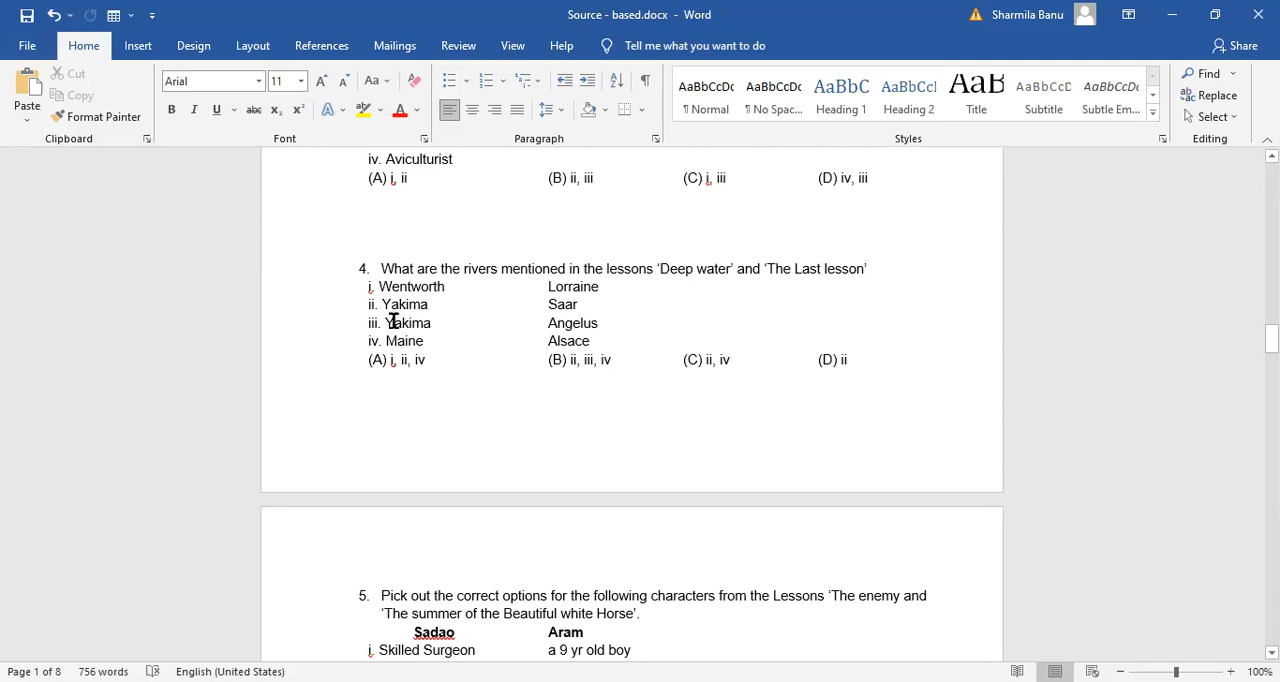 Source - based.docx - Word
Sharmila Banu
File Home Insert Design Layout References Mailings Review View Help Tell me what you want to do Share
Paste Cut Copy Format Painter
Arial 11
AaBbCcDc AaBbCcDc AaBbC AaBbCcI AaB AaBbCcD AaBbCcDc
¶ Normal ¶ No Spac... Heading 1 Heading 2 Title Subtitle Subtle Em...
Find Replace Select
Clipboard Font Paragraph Styles Editing
iv. Aviculturist
(A) i, ii (B) ii, iii (C) i, iii (D) iv, iii
4. What are the rivers mentioned in the lessons ‘Deep water’ and ‘The Last lesson’
i. Wentworth Lorraine
ii. Yakima Saar
iii. Yakima Angelus
iv. Maine Alsace
(A) i, ii, iv (B) ii, iii, iv (C) ii, iv (D) ii
5. Pick out the correct options for the following characters from the Lessons ‘The enemy and
‘The summer of the Beautiful white Horse’.
Sadao Aram
i. Skilled Surgeon a 9 yr old boy
Page 1 of 8 756 words English (United States) 100%